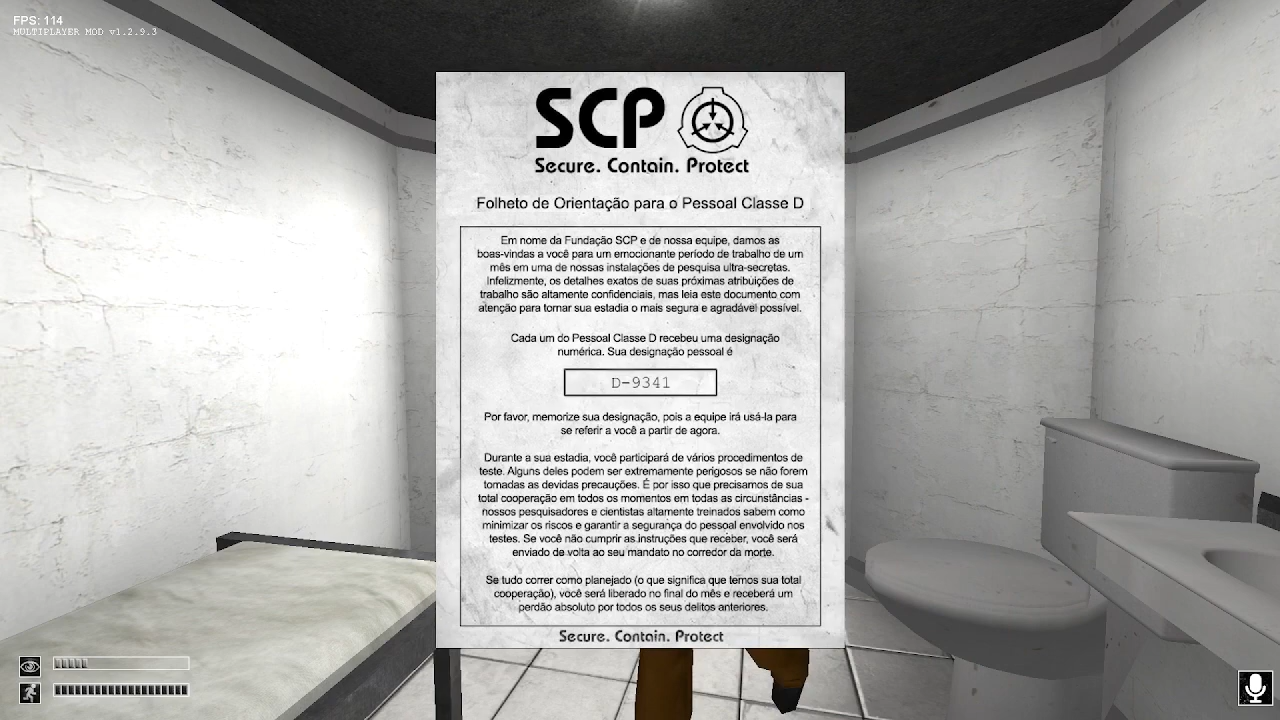 FPS: 114
MULTIPLAYER MOD v1.2.9.3
SCP
Secure. Contain. Protect
Folheto de Orientação para o Pessoal Classe D
Em nome da Fundação SCP e de nossa equipe, damos as
boas-vindas a você para um emocionante período de trabalho de um
mês em uma de nossas instalações de pesquisa ultra-secretas.
Infelizmente, os detalhes exatos de suas próximas atribuições de
trabalho são altamente confidenciais, mas leia este documento com
atenção para tornar sua estadia o mais segura e agradável possível.
Cada um do Pessoal Classe D recebeu uma designação
numérica. Sua designação pessoal é
D-9341
Por favor, memorize sua designação, pois a equipe irá usá-la para
se referir a você a partir de agora.
Durante a sua estadia, você participará de vários procedimentos de
teste. Alguns deles podem ser extremamente perigosos se não forem
tomadas as devidas precauções. É por isso que precisamos de sua
total cooperação em todos os momentos em todas as circunstâncias -
nossos pesquisadores e cientistas altamente treinados sabem como
minimizar os riscos e garantir a segurança do pessoal envolvido nos
testes. Se você não cumprir as instruções que receber, você será
enviado de volta ao seu mandato no corredor da morte.
Se tudo correr como planejado (o que significa que temos sua total
cooperação), você será liberado no final do mês e receberá um
perdão absoluto por todos os seus delitos anteriores.
Secure. Contain. Protect